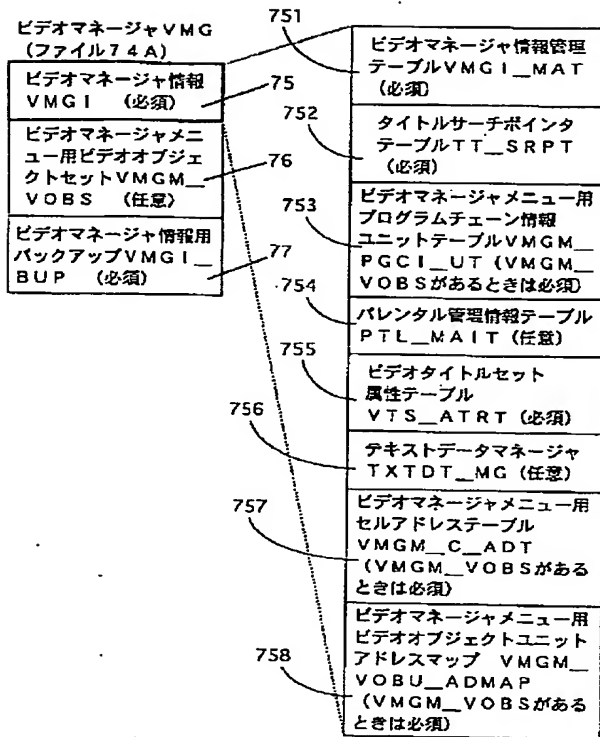 ビデオマネージャVMG
(ファイル74A)
ビデオマネージャ情報
VMGI (必須)
75
ビデオマネージャメニ
ュー用ビデオオブジェ
クトセットVMGM__
VOBS (任意)
76
ビデオマネージャ情報用
バックアップVMGI__
BUP (必須)
77
751
ビデオマネージャ情報管理
テーブルVMGI__MAT
(必須)
752
タイトルサーチポインタ
テーブルTT__SRPT
(必須)
753
ビデオマネージャメニュー用
プログラムチェーン情報
ユニットテーブルVMGM__
PGCI__UT (VMGM__
VOBSがあるときは必須)
754
パレンタル管理情報テーブル
PTL__MAIT (任意)
755
ビデオタイトルセット
属性テーブル
VTS__ATRT (必須)
756
テキストデータマネージャ
TXTDT__MG (任意)
757
ビデオマネージャメニュー用
セルアドレステーブル
VMGM__C__ADT
(VMGM__VOBSがある
ときは必須)
758
ビデオマネージャメニュー用
ビデオオブジェクトユニット
アドレスマップ VMGM__
VOBU__ADMAP
(VMGM__VOBSがある
ときは必須)